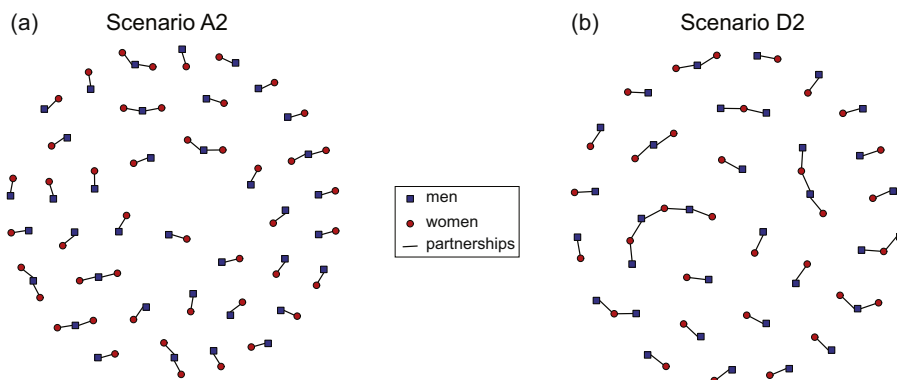 (a) Scenario A2
(b) Scenario D2
men
women
partnerships